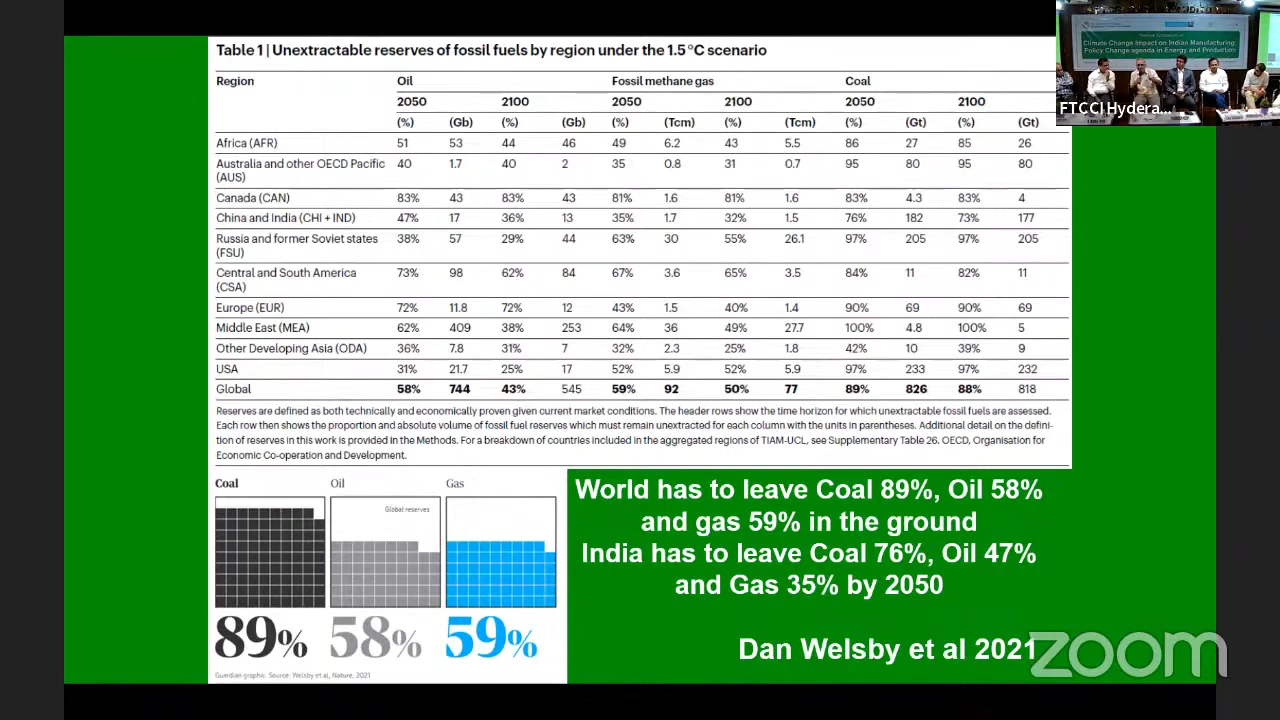 Table 1 | Unextractable reserves of fossil fuels by region under the 1.5 °C scenario
Region Oil Fossil methane gas Coal
2050 2100 2050 2100 2050 2100
(%) (Gb) (%) (Gb) (%) (Tcm) (%) (Tcm) (%) (Gt) (%) (Gt)
Africa (AFR) 51 53 44 46 49 6.2 43 5.5 86 27 85 26
Australia and other OECD Pacific 40 1.7 40 2 35 0.8 31 0.7 95 80 95 80
(AUS)
Canada (CAN) 83% 43 83% 43 81% 1.6 81% 1.6 83% 4.3 83% 4
China and India (CHI + IND) 47% 17 36% 13 35% 1.7 32% 1.5 76% 182 73% 177
Russia and former Soviet states 38% 57 29% 44 63% 30 55% 26.1 97% 205 97% 205
(FSU)
Central and South America 73% 98 62% 84 67% 3.6 65% 3.5 84% 11 82% 11
(CSA)
Europe (EUR) 72% 11.8 72% 12 43% 1.5 40% 1.4 90% 69 90% 69
Middle East (MEA) 62% 409 38% 253 64% 36 49% 27.7 100% 4.8 100% 5
Other Developing Asia (ODA) 36% 7.8 31% 7 32% 2.3 25% 1.8 42% 10 39% 9
USA 31% 21.7 25% 17 52% 5.9 52% 5.9 97% 233 97% 232
Global 58% 744 43% 545 59% 92 50% 77 89% 826 88% 818
Reserves are defined as both technically and economically proven given current market conditions. The header rows show the time horizon for which unextractable fossil fuels are assessed.
Each row then shows the proportion and absolute volume of fossil fuel reserves which must remain unextracted for each column with the units in parentheses. Additional detail on the defini-
tion of reserves in this work is provided in the Methods. For a breakdown of countries included in the aggregated regions of TIAM-UCL, see Supplementary Table 26. OECD, Organisation for
Economic Co-operation and Development.
Coal Oil Gas
Global reserves
89% 58% 59%
Guardian graphic. Source: Welsby et al, Nature, 2021
World has to leave Coal 89%, Oil 58%
and gas 59% in the ground
India has to leave Coal 76%, Oil 47%
and Gas 35% by 2050
Dan Welsby et al 2021
zoom
Climate Change Impact on Indian Manufacturing:
Policy Change agenda in Energy and Production
FTCCI Hydera...